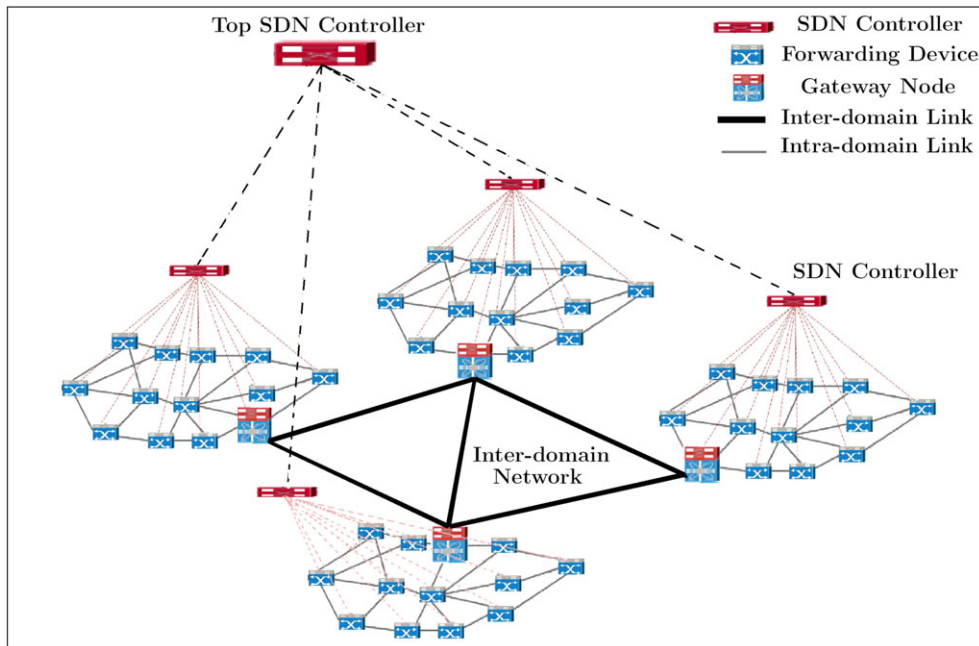 Top SDN Controller
SDN Controller
Forwarding Device
Gateway Node
Inter-domain Link
Intra-domain Link
SDN Controller
Inter-domain
Network